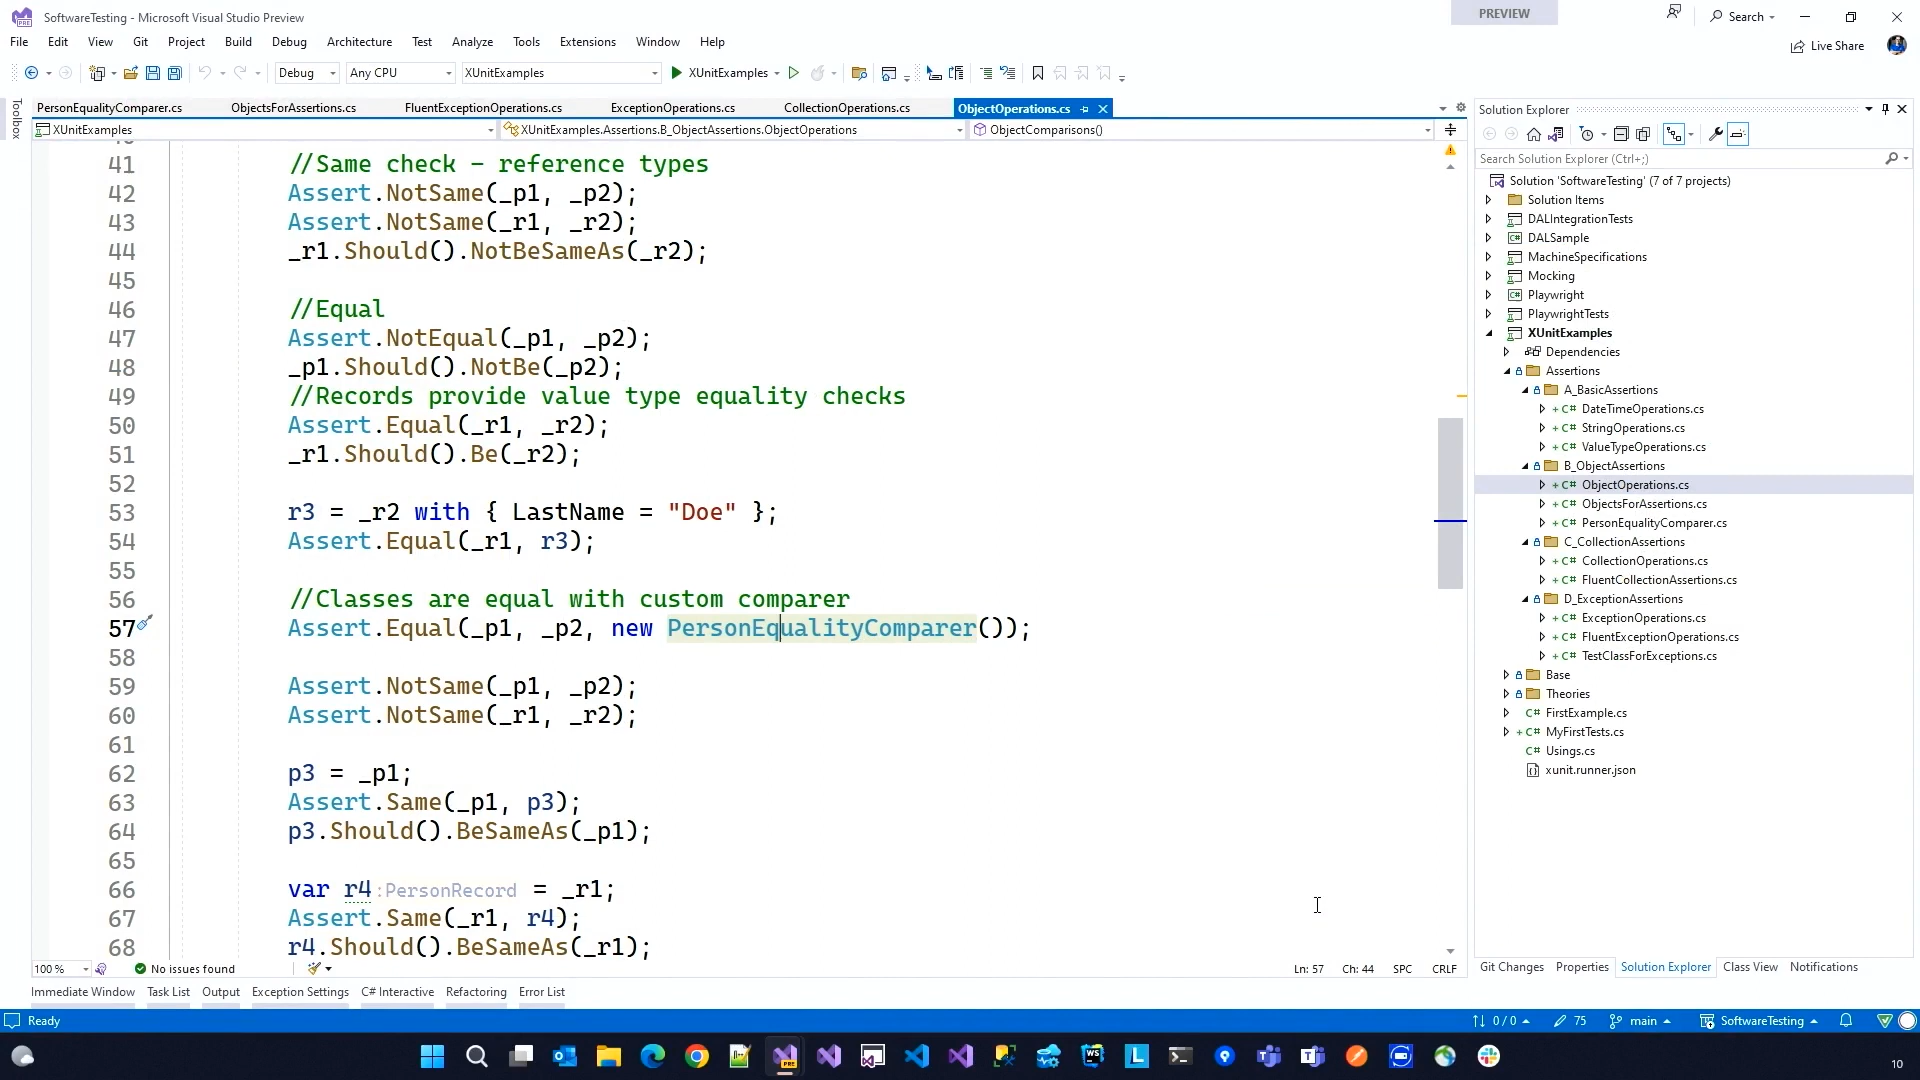 SoftwareTesting - Microsoft Visual Studio Preview
PREVIEW
Search
File Edit View Git Project Build Debug Architecture Test Analyze Tools Extensions Window Help
Live Share
Debug Any CPU XUnitExamples XUnitExamples
Toolbox
PersonEqualityComparer.cs ObjectsForAssertions.cs FluentExceptionOperations.cs ExceptionOperations.cs CollectionOperations.cs ObjectOperations.cs
XUnitExamples XUnitExamples.Assertions.B_ObjectAssertions.ObjectOperations ObjectComparisons()
41 //Same check – reference types
42 Assert.NotSame(_p1, _p2);
43 Assert.NotSame(_r1, _r2);
44 _r1.Should().NotBeSameAs(_r2);
45
46 //Equal
47 Assert.NotEqual(_p1, _p2);
48 _p1.Should().NotBe(_p2);
49 //Records provide value type equality checks
50 Assert.Equal(_r1, _r2);
51 _r1.Should().Be(_r2);
52
53 r3 = _r2 with { LastName = "Doe" };
54 Assert.Equal(_r1, r3);
55
56 //Classes are equal with custom comparer
57 Assert.Equal(_p1, _p2, new PersonEqualityComparer());
58
59 Assert.NotSame(_p1, _p2);
60 Assert.NotSame(_r1, _r2);
61
62 p3 = _p1;
63 Assert.Same(_p1, p3);
64 p3.Should().BeSameAs(_p1);
65
66 var r4:PersonRecord = _r1;
67 Assert.Same(_r1, r4);
68 r4.Should().BeSameAs(_r1);
100 % No issues found Ln: 57 Ch: 44 SPC CRLF
Solution Explorer
Search Solution Explorer (Ctrl+;)
Solution 'SoftwareTesting' (7 of 7 projects)
Solution Items
DALIntegrationTests
DALSample
MachineSpecifications
Mocking
Playwright
PlaywrightTests
XUnitExamples
Dependencies
Assertions
A_BasicAssertions
C# DateTimeOperations.cs
C# StringOperations.cs
C# ValueTypeOperations.cs
B_ObjectAssertions
C# ObjectOperations.cs
C# ObjectsForAssertions.cs
C# PersonEqualityComparer.cs
C_CollectionAssertions
C# CollectionOperations.cs
C# FluentCollectionAssertions.cs
D_ExceptionAssertions
C# ExceptionOperations.cs
C# FluentExceptionOperations.cs
C# TestClassForExceptions.cs
Base
Theories
C# FirstExample.cs
C# MyFirstTests.cs
C# Usings.cs
xunit.runner.json
Git Changes Properties Solution Explorer Class View Notifications
Immediate Window Task List Output Exception Settings C# Interactive Refactoring Error List
Ready 0 / 0 75 main SoftwareTesting
10